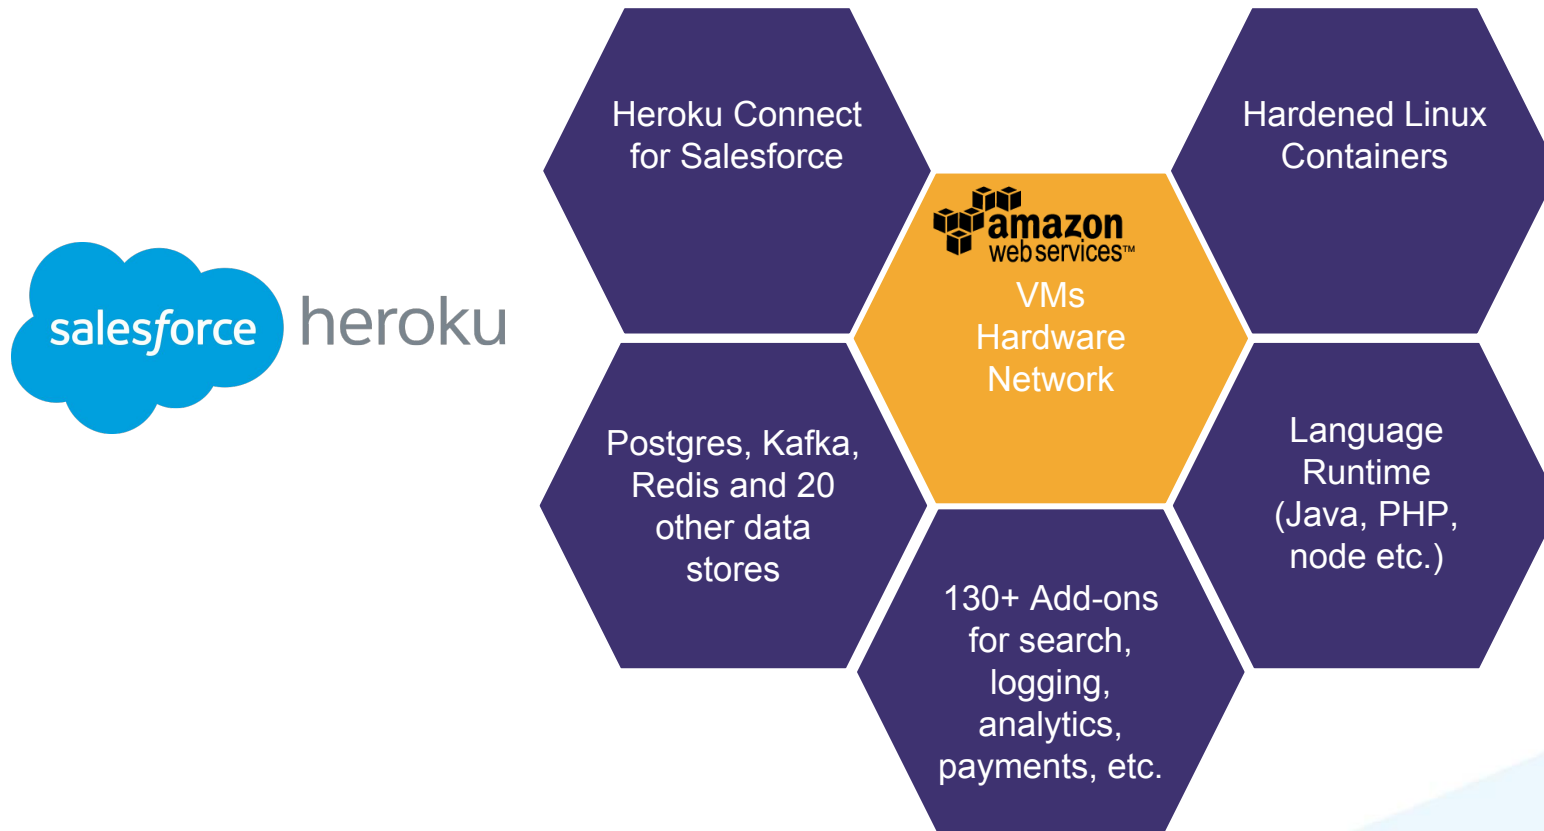 salesforce
heroku
Heroku Connect
for Salesforce
amazon
web services™
VMs
Hardware
Network
Hardened Linux
Containers
Postgres, Kafka,
Redis and 20
other data
stores
130+ Add-ons
for search,
logging,
analytics,
payments, etc.
Language
Runtime
(Java, PHP,
node etc.)